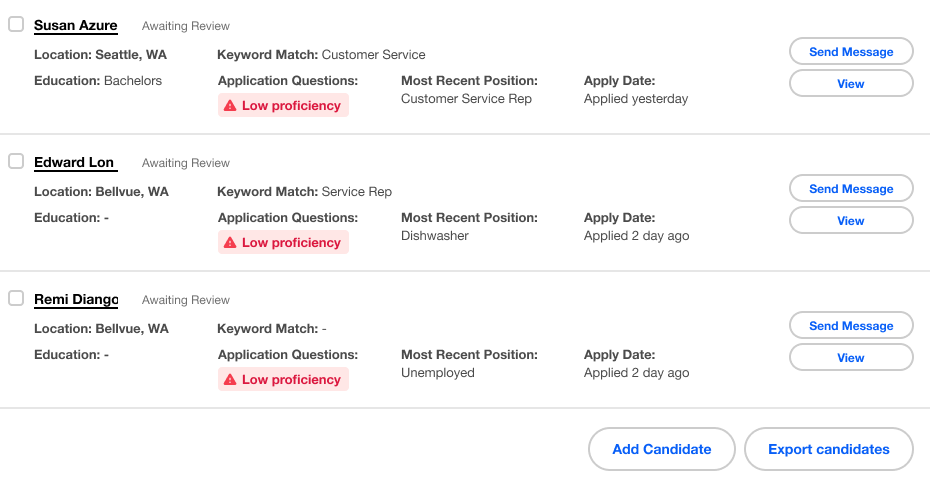 Susan Azure Awaiting Review
Location: Seattle, WA Keyword Match: Customer Service
Send Message
Education: Bachelors Application Questions: Most Recent Position: Apply Date:
View
Low proficiency Customer Service Rep Applied yesterday
Edward Lon Awaiting Review
Location: Bellvue, WA Keyword Match: Service Rep
Send Message
Education: - Application Questions: Most Recent Position: Apply Date:
View
Low proficiency Dishwasher Applied 2 day ago
Remi Diango Awaiting Review
Location: Bellvue, WA Keyword Match: -
Send Message
Education: - Application Questions: Most Recent Position: Apply Date:
View
Low proficiency Unemployed Applied 2 day ago
Add Candidate Export candidates